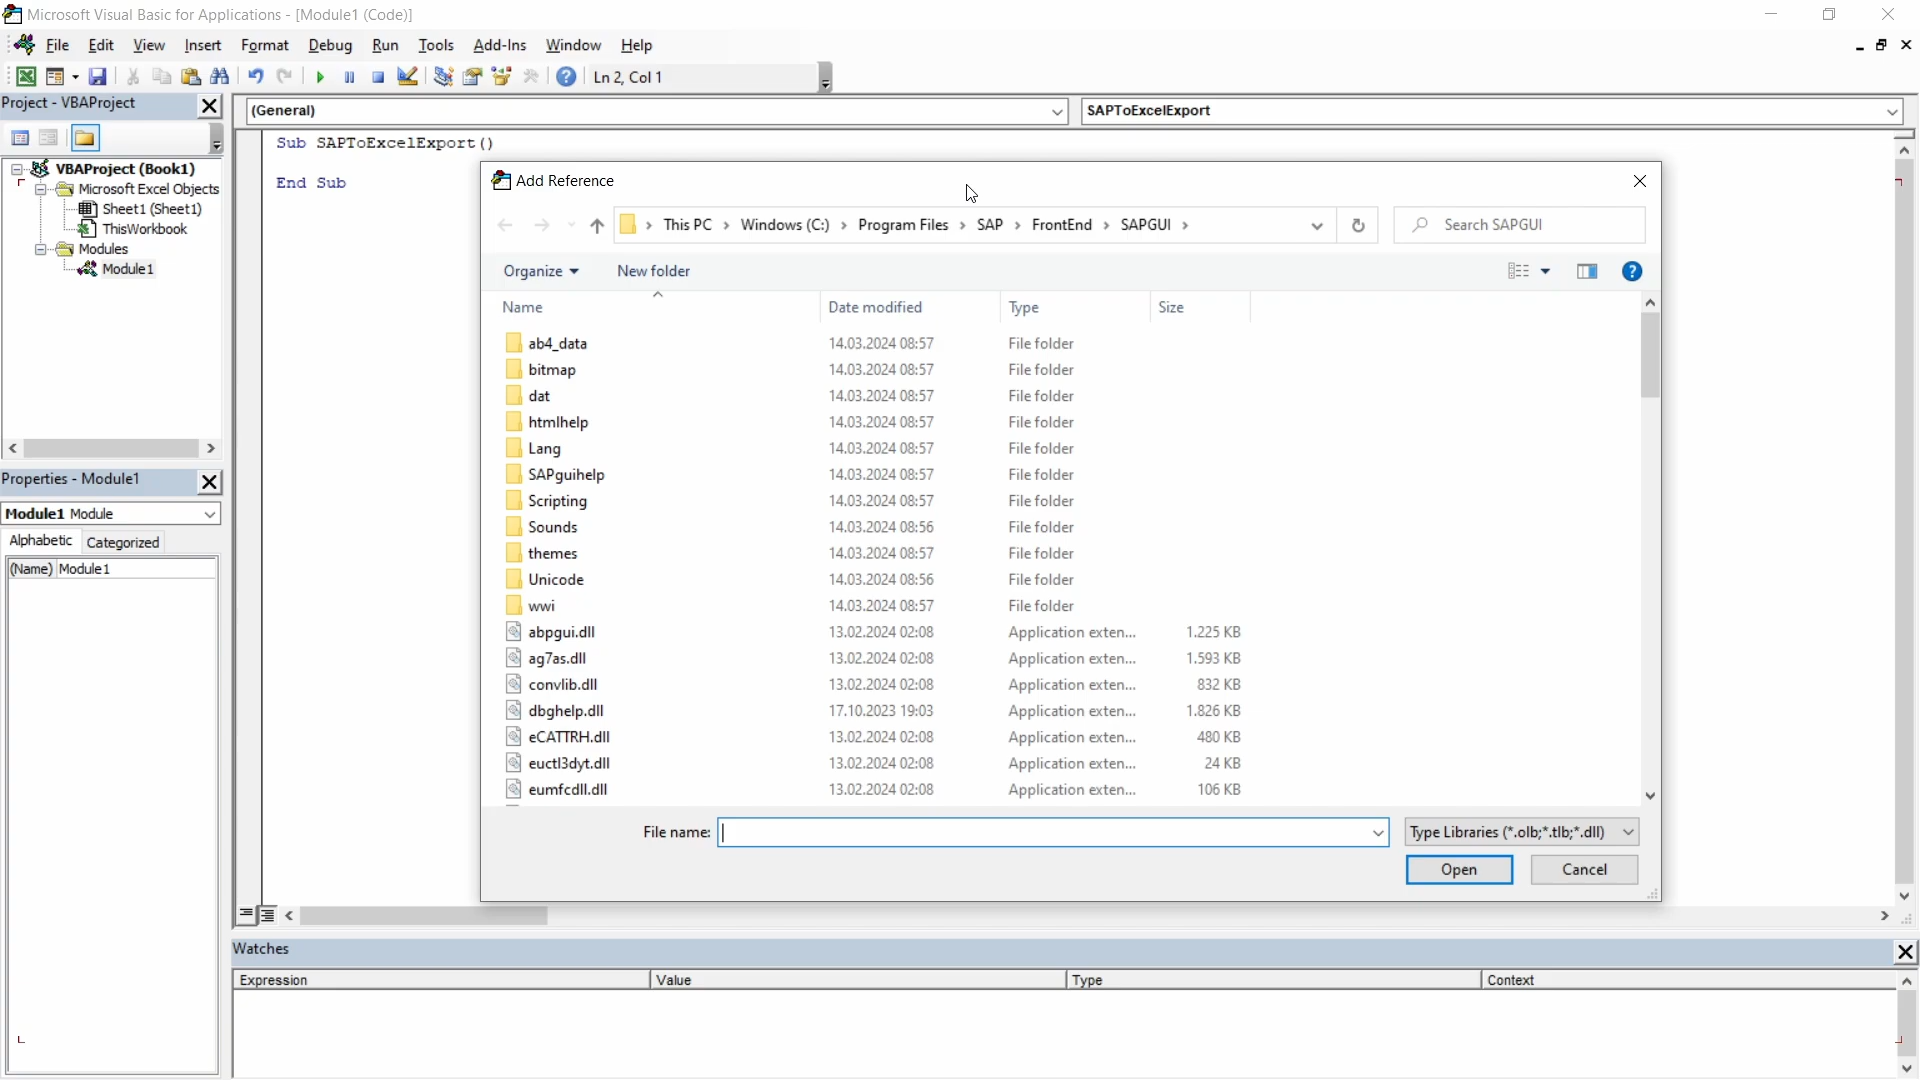 Microsoft Visual Basic for Applications - [Module1 (Code)]
File Edit View Insert Format Debug Run Tools Add-Ins Window Help
Ln 2, Col 1
Project - VBAProject
(General)
SAPToExcelExport
VBAProject (Book1)
Microsoft Excel Objects
Sheet1 (Sheet1)
ThisWorkbook
Modules
Module1
Properties - Module1
Module1 Module
Alphabetic Categorized
(Name) Module1
Sub SAPToExcelExport()
End Sub
Add Reference
This PC Windows (C:) Program Files SAP FrontEnd SAPGUI
Search SAPGUI
Organize New folder
Name Date modified Type Size
ab4_data 14.03.2024 08:57 File folder
bitmap 14.03.2024 08:57 File folder
dat 14.03.2024 08:57 File folder
htmlhelp 14.03.2024 08:57 File folder
Lang 14.03.2024 08:57 File folder
SAPguihelp 14.03.2024 08:57 File folder
Scripting 14.03.2024 08:57 File folder
Sounds 14.03.2024 08:56 File folder
themes 14.03.2024 08:57 File folder
Unicode 14.03.2024 08:56 File folder
wwi 14.03.2024 08:57 File folder
abpgui.dll 13.02.2024 02:08 Application exten... 1.225 KB
ag7as.dll 13.02.2024 02:08 Application exten... 1.593 KB
convlib.dll 13.02.2024 02:08 Application exten... 832 KB
dbghelp.dll 17.10.2023 19:03 Application exten... 1.826 KB
eCATTRH.dll 13.02.2024 02:08 Application exten... 480 KB
euctl3dyt.dll 13.02.2024 02:08 Application exten... 24 KB
eumfcdll.dll 13.02.2024 02:08 Application exten... 106 KB
File name:
Type Libraries (*.olb;*.tlb;*.dll)
Open Cancel
Watches
Expression Value Type Context